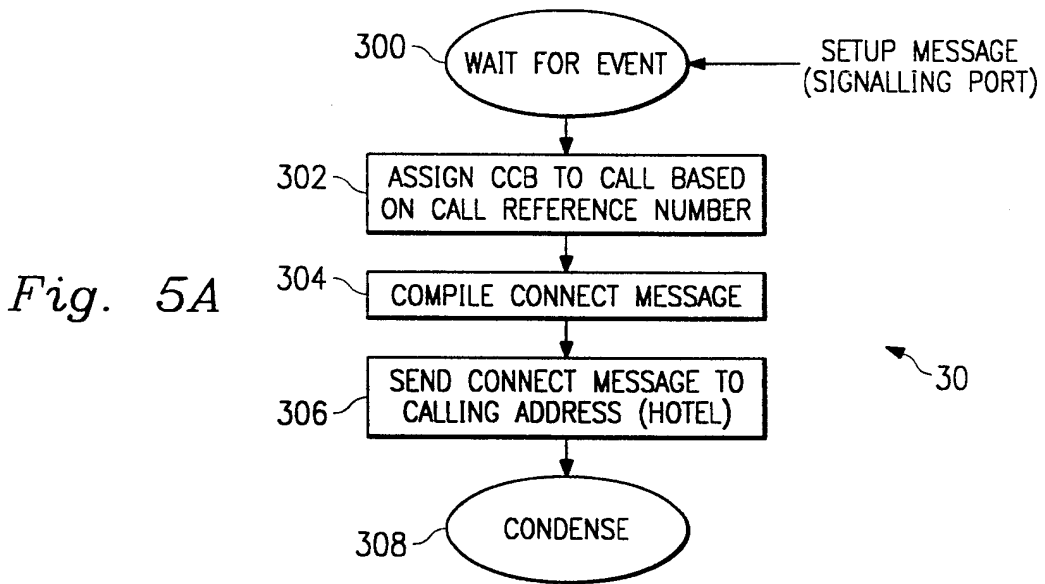 300
WAIT FOR EVENT
SETUP MESSAGE
(SIGNALLING PORT)
302
ASSIGN CCB TO CALL BASED
ON CALL REFERENCE NUMBER
Fig. 5A
304
COMPILE CONNECT MESSAGE
306
SEND CONNECT MESSAGE TO
CALLING ADDRESS (HOTEL)
30
308
CONDENSE